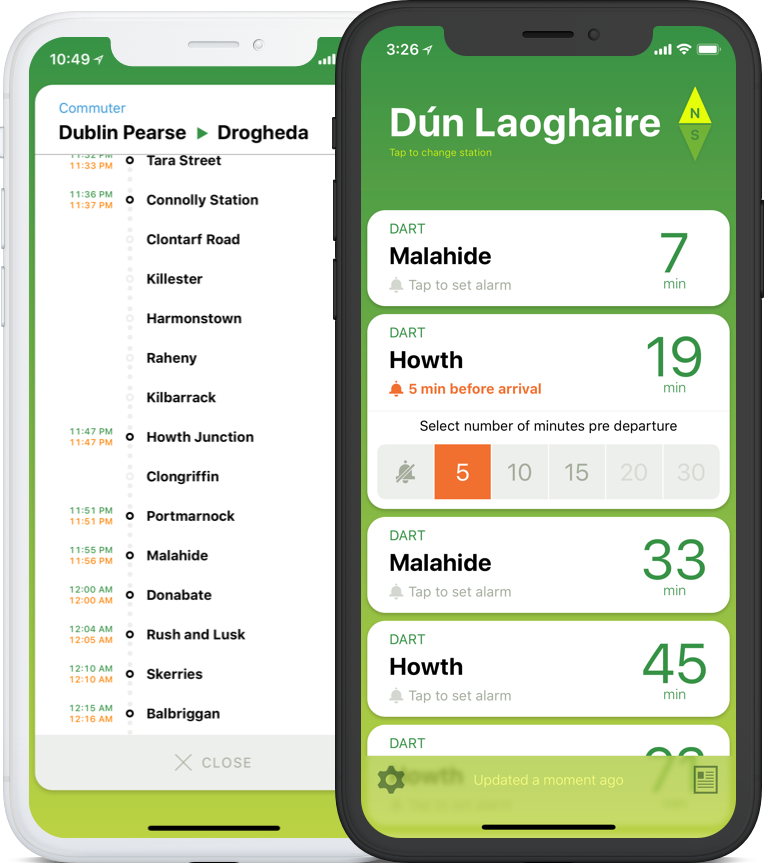 10:49
Commuter
Dublin Pearse ▶ Drogheda
11:32 PM
11:33 PM
Tara Street
11:36 PM
11:37 PM
Connolly Station
Clontarf Road
Killester
Harmonstown
Raheny
Kilbarrack
11:47 PM
11:47 PM
Howth Junction
Clongriffin
11:51 PM
11:51 PM
Portmarnock
11:55 PM
11:56 PM
Malahide
12:00 AM
12:00 AM
Donabate
12:04 AM
12:05 AM
Rush and Lusk
12:10 AM
12:10 AM
Skerries
12:15 AM
12:16 AM
Balbriggan
CLOSE
3:26
Dún Laoghaire
Tap to change station
N
S
DART
Malahide
Tap to set alarm
7
min
DART
Howth
5 min before arrival
19
min
Select number of minutes pre departure
5 10 15 20 30
DART
Malahide
Tap to set alarm
33
min
DART
Howth
Tap to set alarm
45
min
DART
Howth
Updated a moment ago
Tap to set alarm